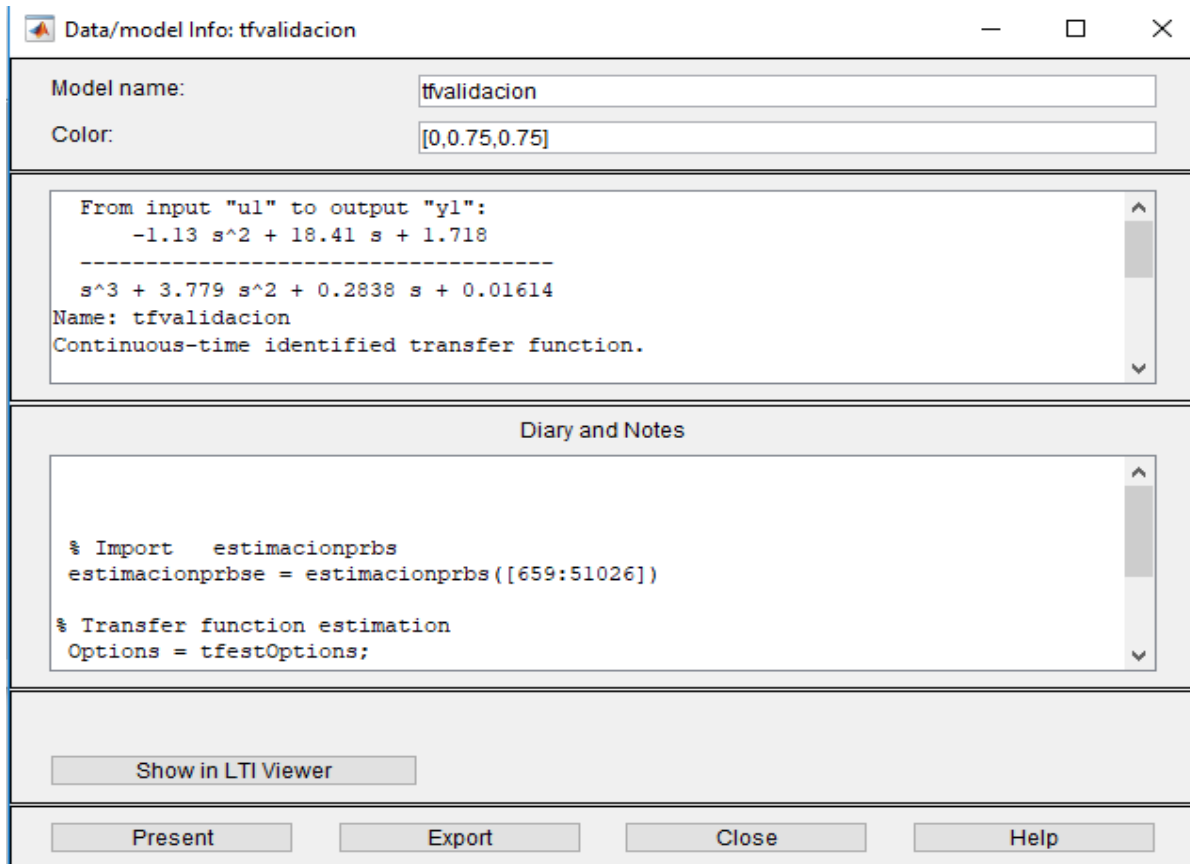 Data/model Info: tfvalidacion
Model name:
tfvalidacion
Color:
[0,0.75,0.75]
From input "u1" to output "y1":
-1.13 s^2 + 18.41 s + 1.718
------------------------------------
s^3 + 3.779 s^2 + 0.2838 s + 0.01614
Name: tfvalidacion
Continuous-time identified transfer function.
Diary and Notes
% Import   estimacionprbs
estimacionprbse = estimacionprbs([659:51026])
% Transfer function estimation
Options = tfestOptions;
Show in LTI Viewer
Present
Export
Close
Help